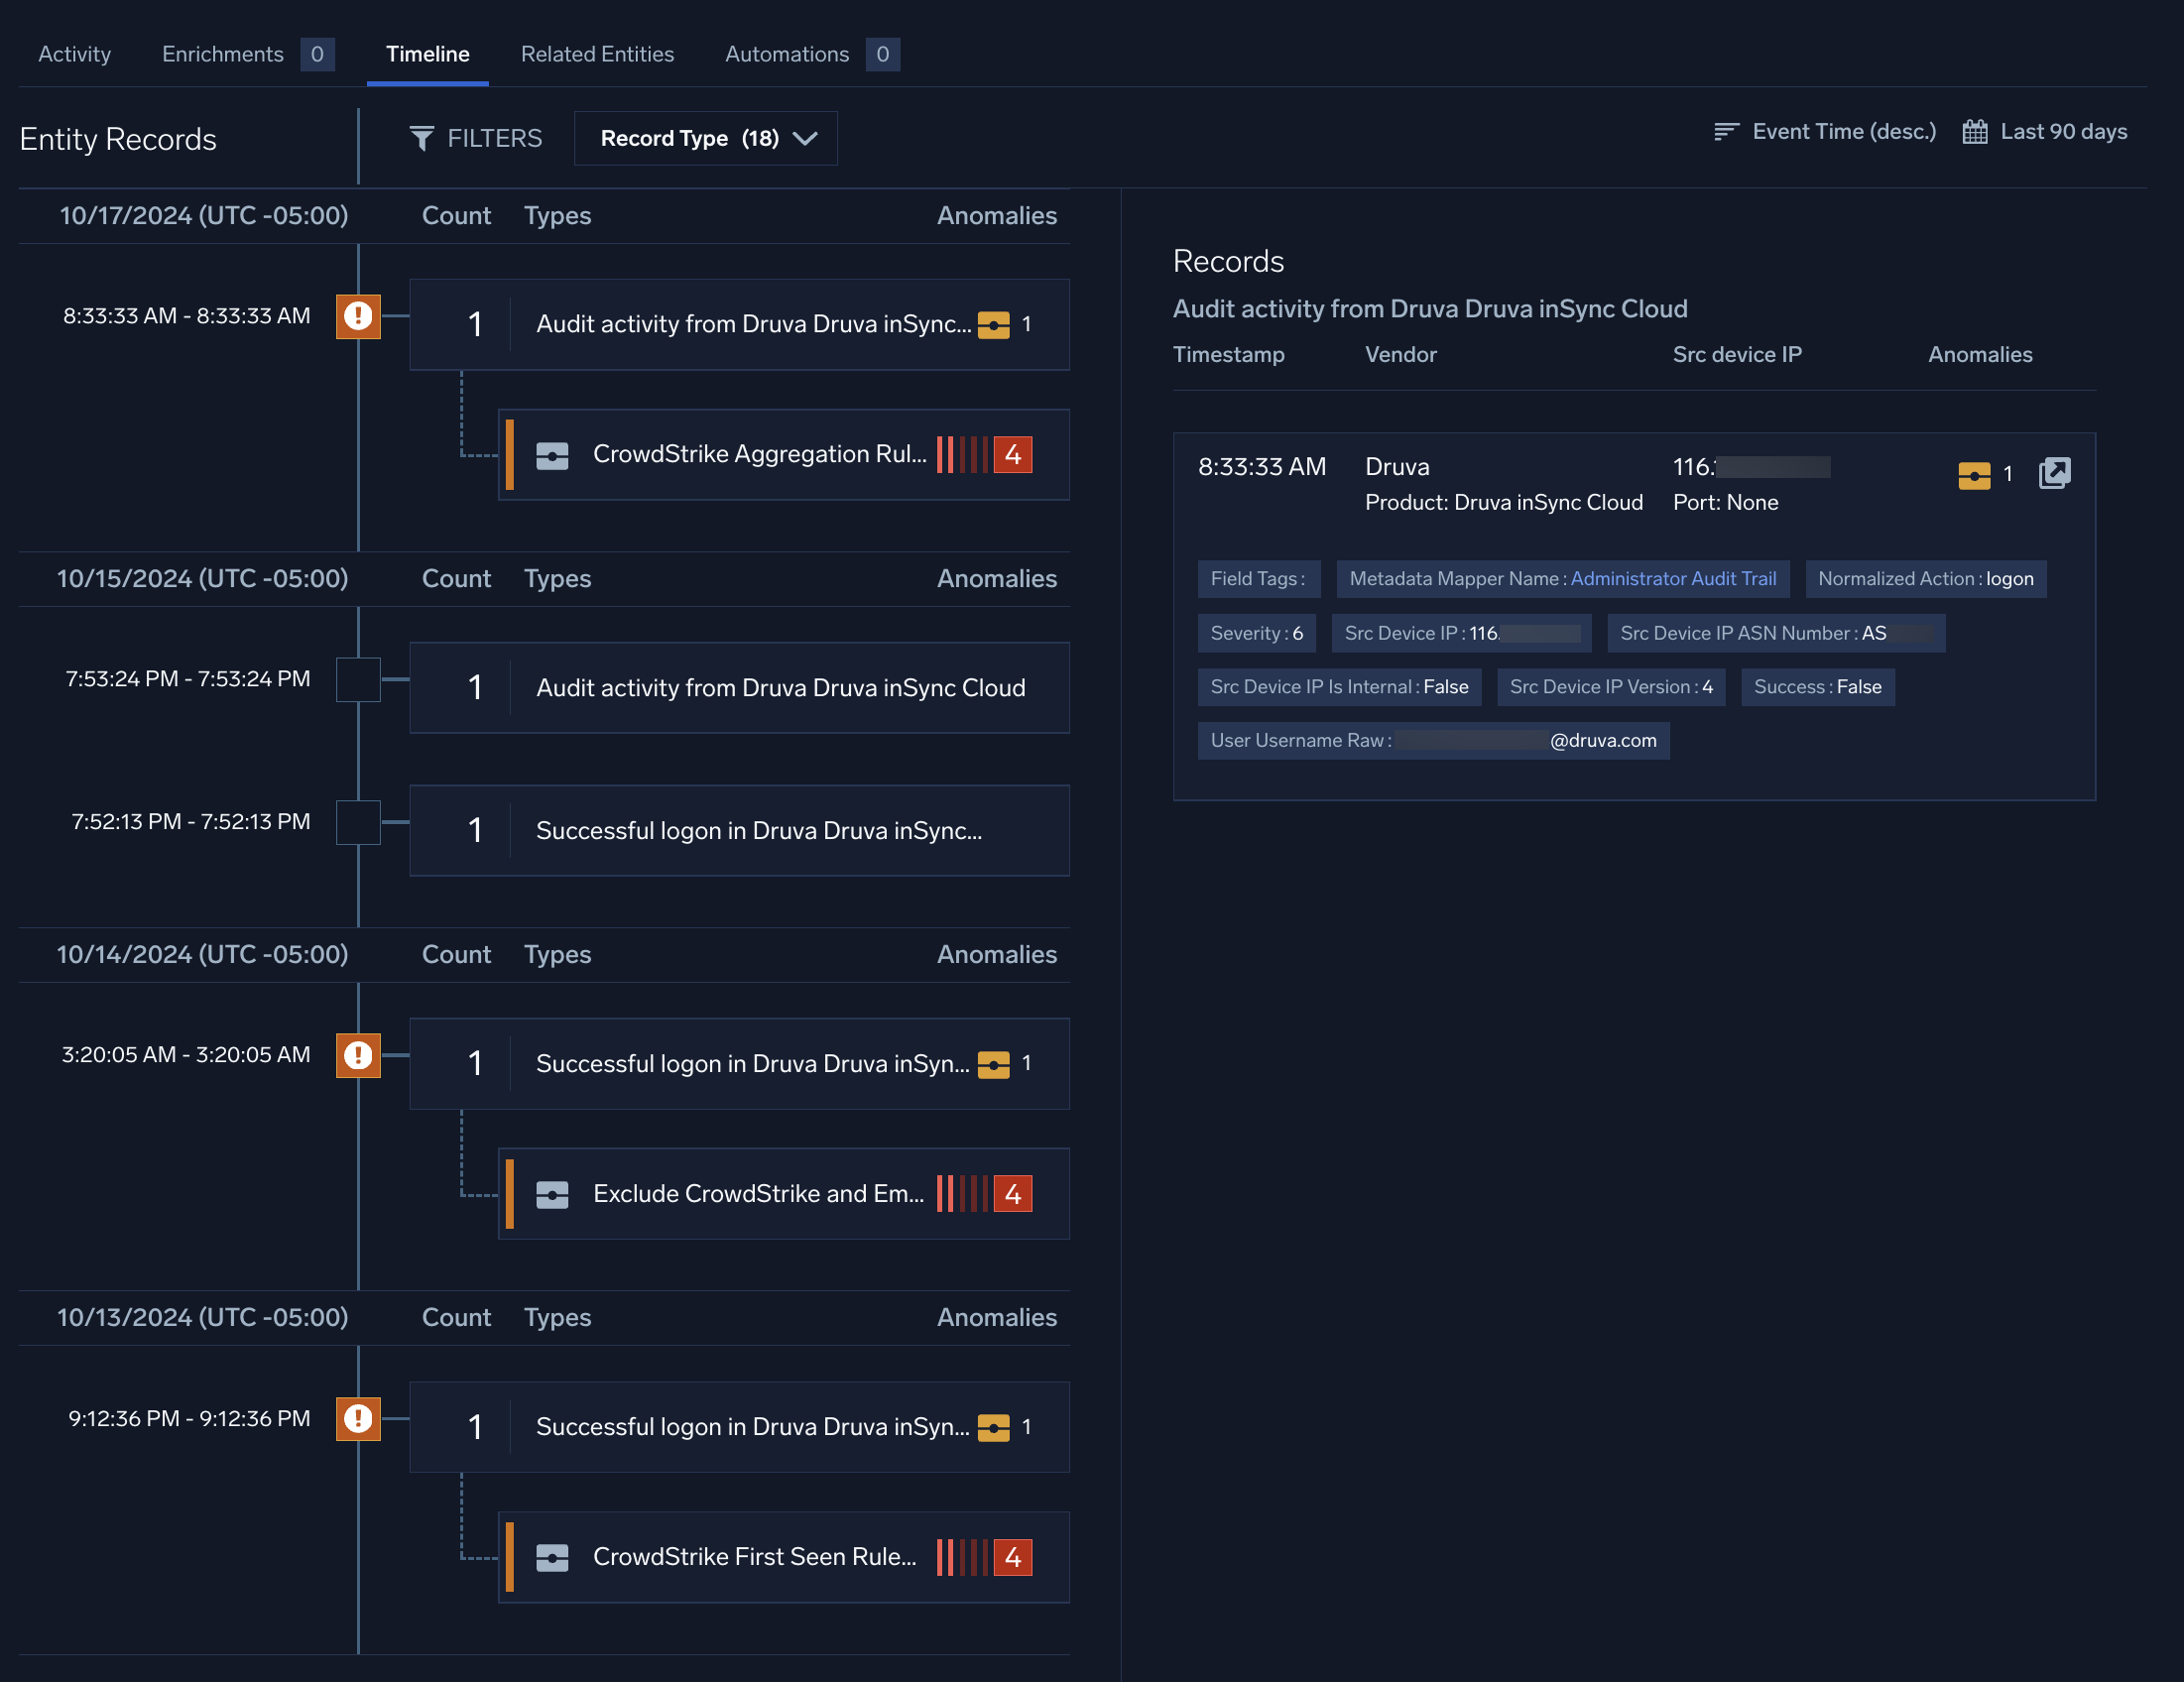 Activity Enrichments 0 Timeline Related Entities Automations 0
Entity Records FILTERS Record Type (18) Event Time (desc.) Last 90 days
10/17/2024 (UTC -05:00) Count Types Anomalies
8:33:33 AM - 8:33:33 AM 1 Audit activity from Druva Druva inSync... 1
CrowdStrike Aggregation Rul... 4
10/15/2024 (UTC -05:00) Count Types Anomalies
7:53:24 PM - 7:53:24 PM 1 Audit activity from Druva Druva inSync Cloud
7:52:13 PM - 7:52:13 PM 1 Successful logon in Druva Druva inSync...
10/14/2024 (UTC -05:00) Count Types Anomalies
3:20:05 AM - 3:20:05 AM 1 Successful logon in Druva Druva inSyn... 1
Exclude CrowdStrike and Em... 4
10/13/2024 (UTC -05:00) Count Types Anomalies
9:12:36 PM - 9:12:36 PM 1 Successful logon in Druva Druva inSyn... 1
CrowdStrike First Seen Rule... 4
Records
Audit activity from Druva Druva inSync Cloud
Timestamp Vendor Src device IP Anomalies
8:33:33 AM Druva 116. 1
Product: Druva inSync Cloud Port: None
Field Tags : Metadata Mapper Name : Administrator Audit Trail Normalized Action : logon
Severity : 6 Src Device IP : 116. Src Device IP ASN Number : AS
Src Device IP Is Internal : False Src Device IP Version : 4 Success : False
User Username Raw : @druva.com